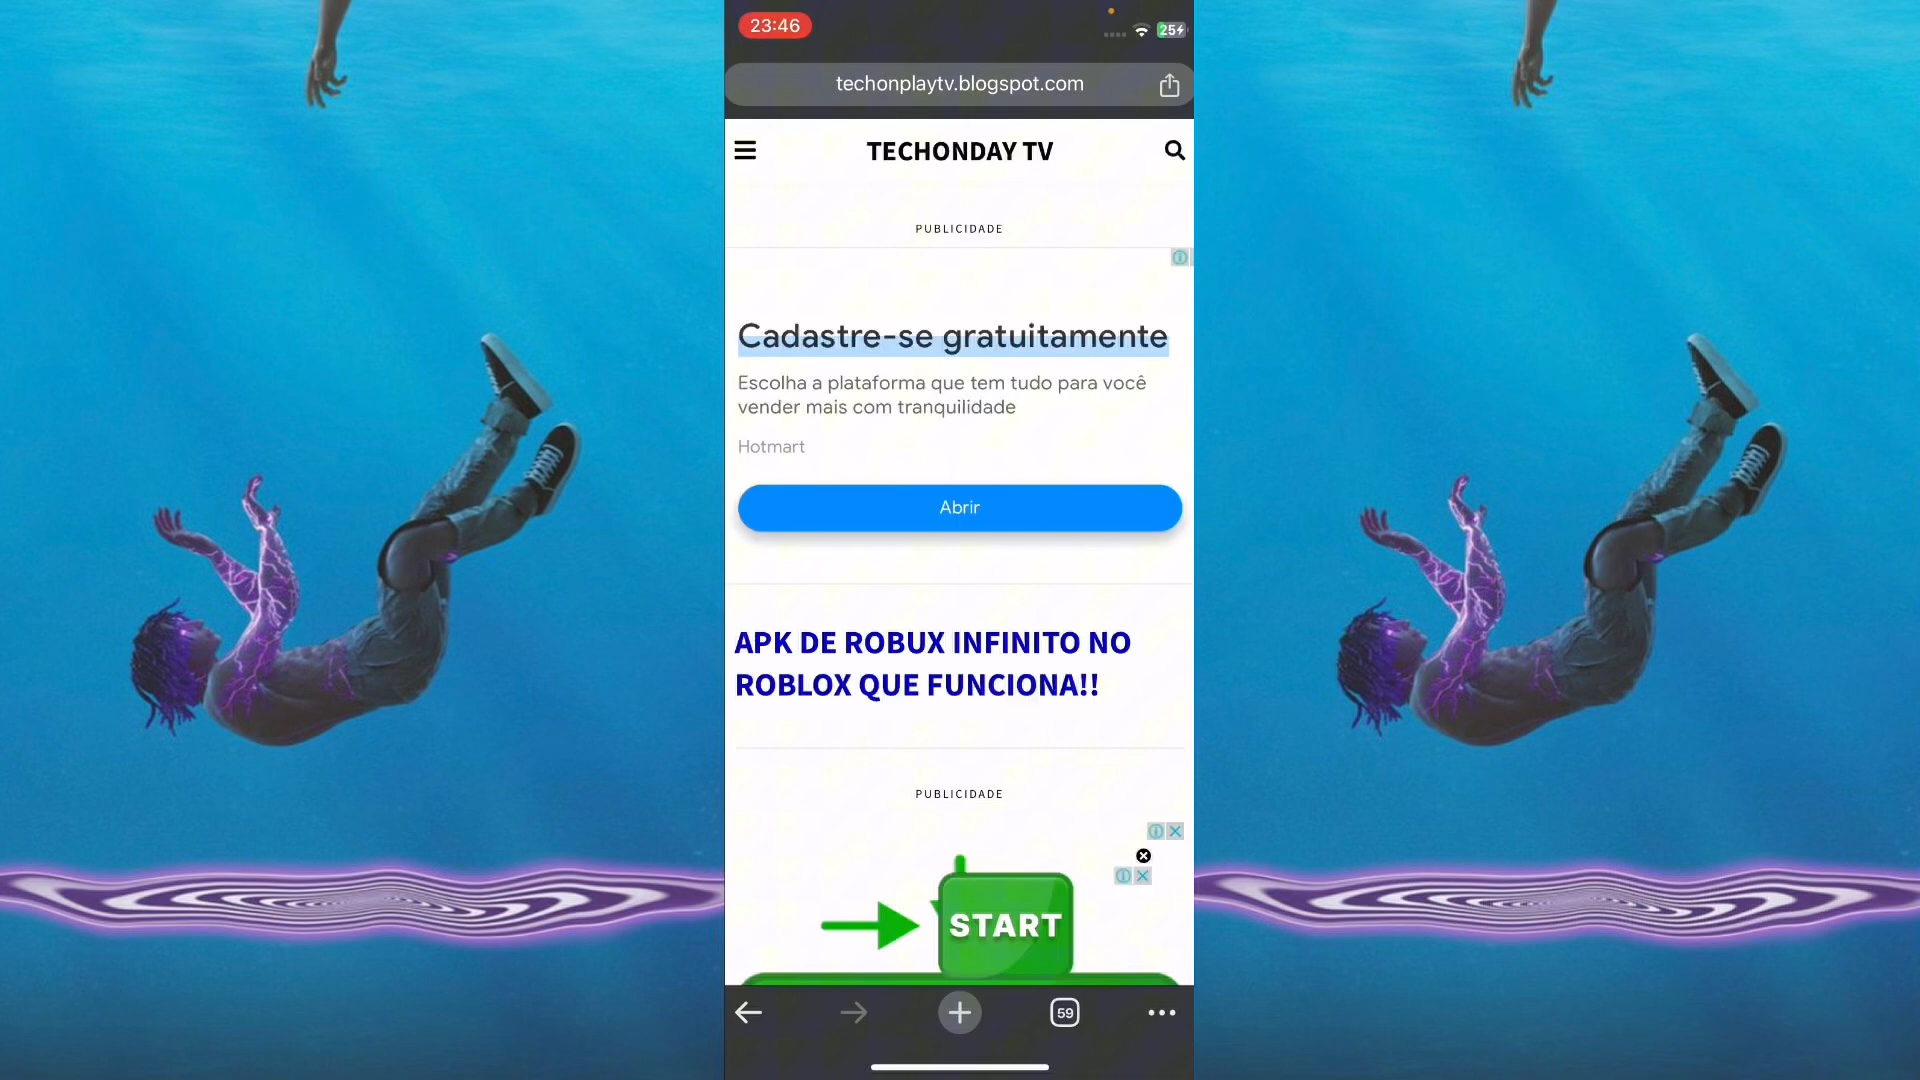 23:46
25
techonplaytv.blogspot.com
TECHONDAY TV
PUBLICIDADE
Cadastre-se gratuitamente
Escolha a plataforma que tem tudo para você
vender mais com tranquilidade
Hotmart
Abrir
APK DE ROBUX INFINITO NO
ROBLOX QUE FUNCIONA!!
PUBLICIDADE
START
59